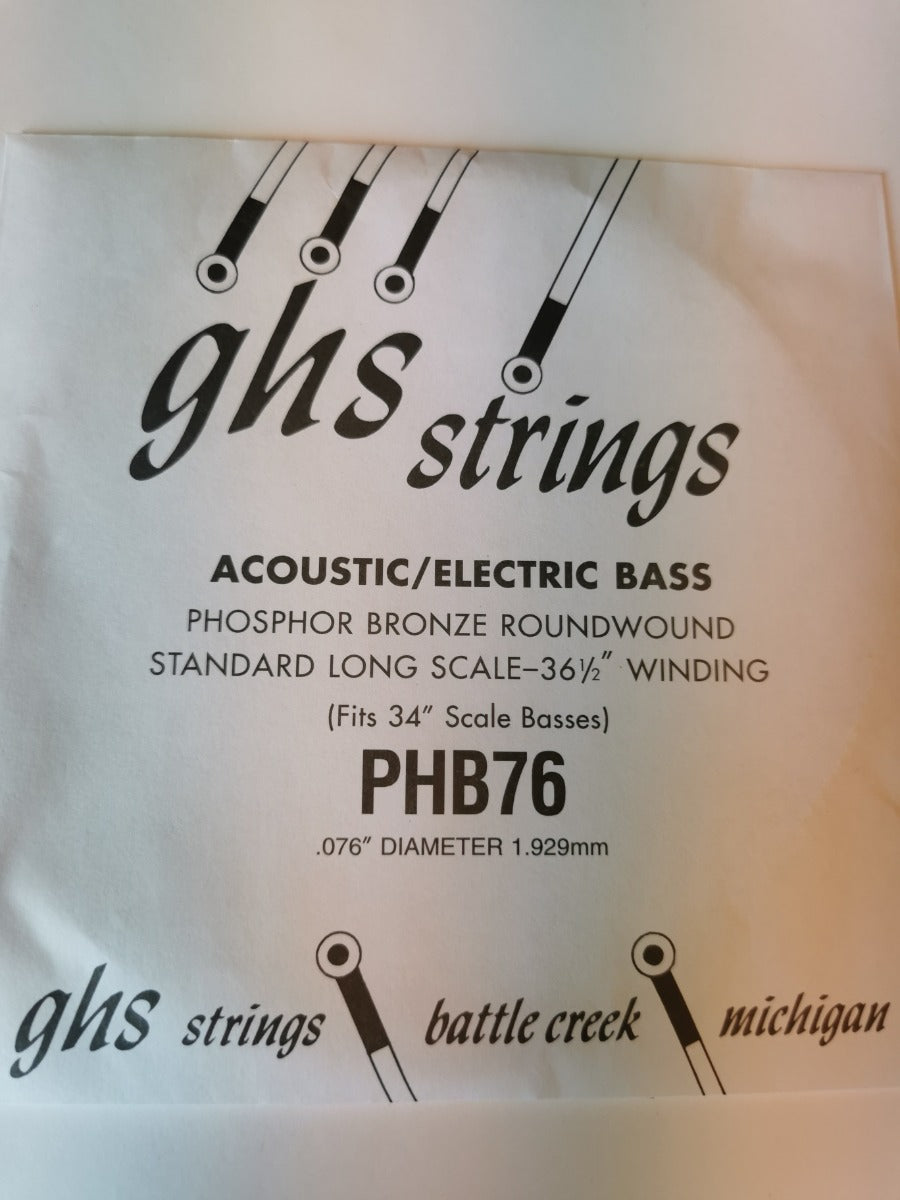 ghs
strings
ACOUSTIC/ELECTRIC BASS
PHOSPHOR BRONZE ROUNDWOUND
STANDARD LONG SCALE–36½" WINDING
(Fits 34" Scale Basses)
PHB76
.076" DIAMETER 1.929mm
ghs strings battle creek michigan